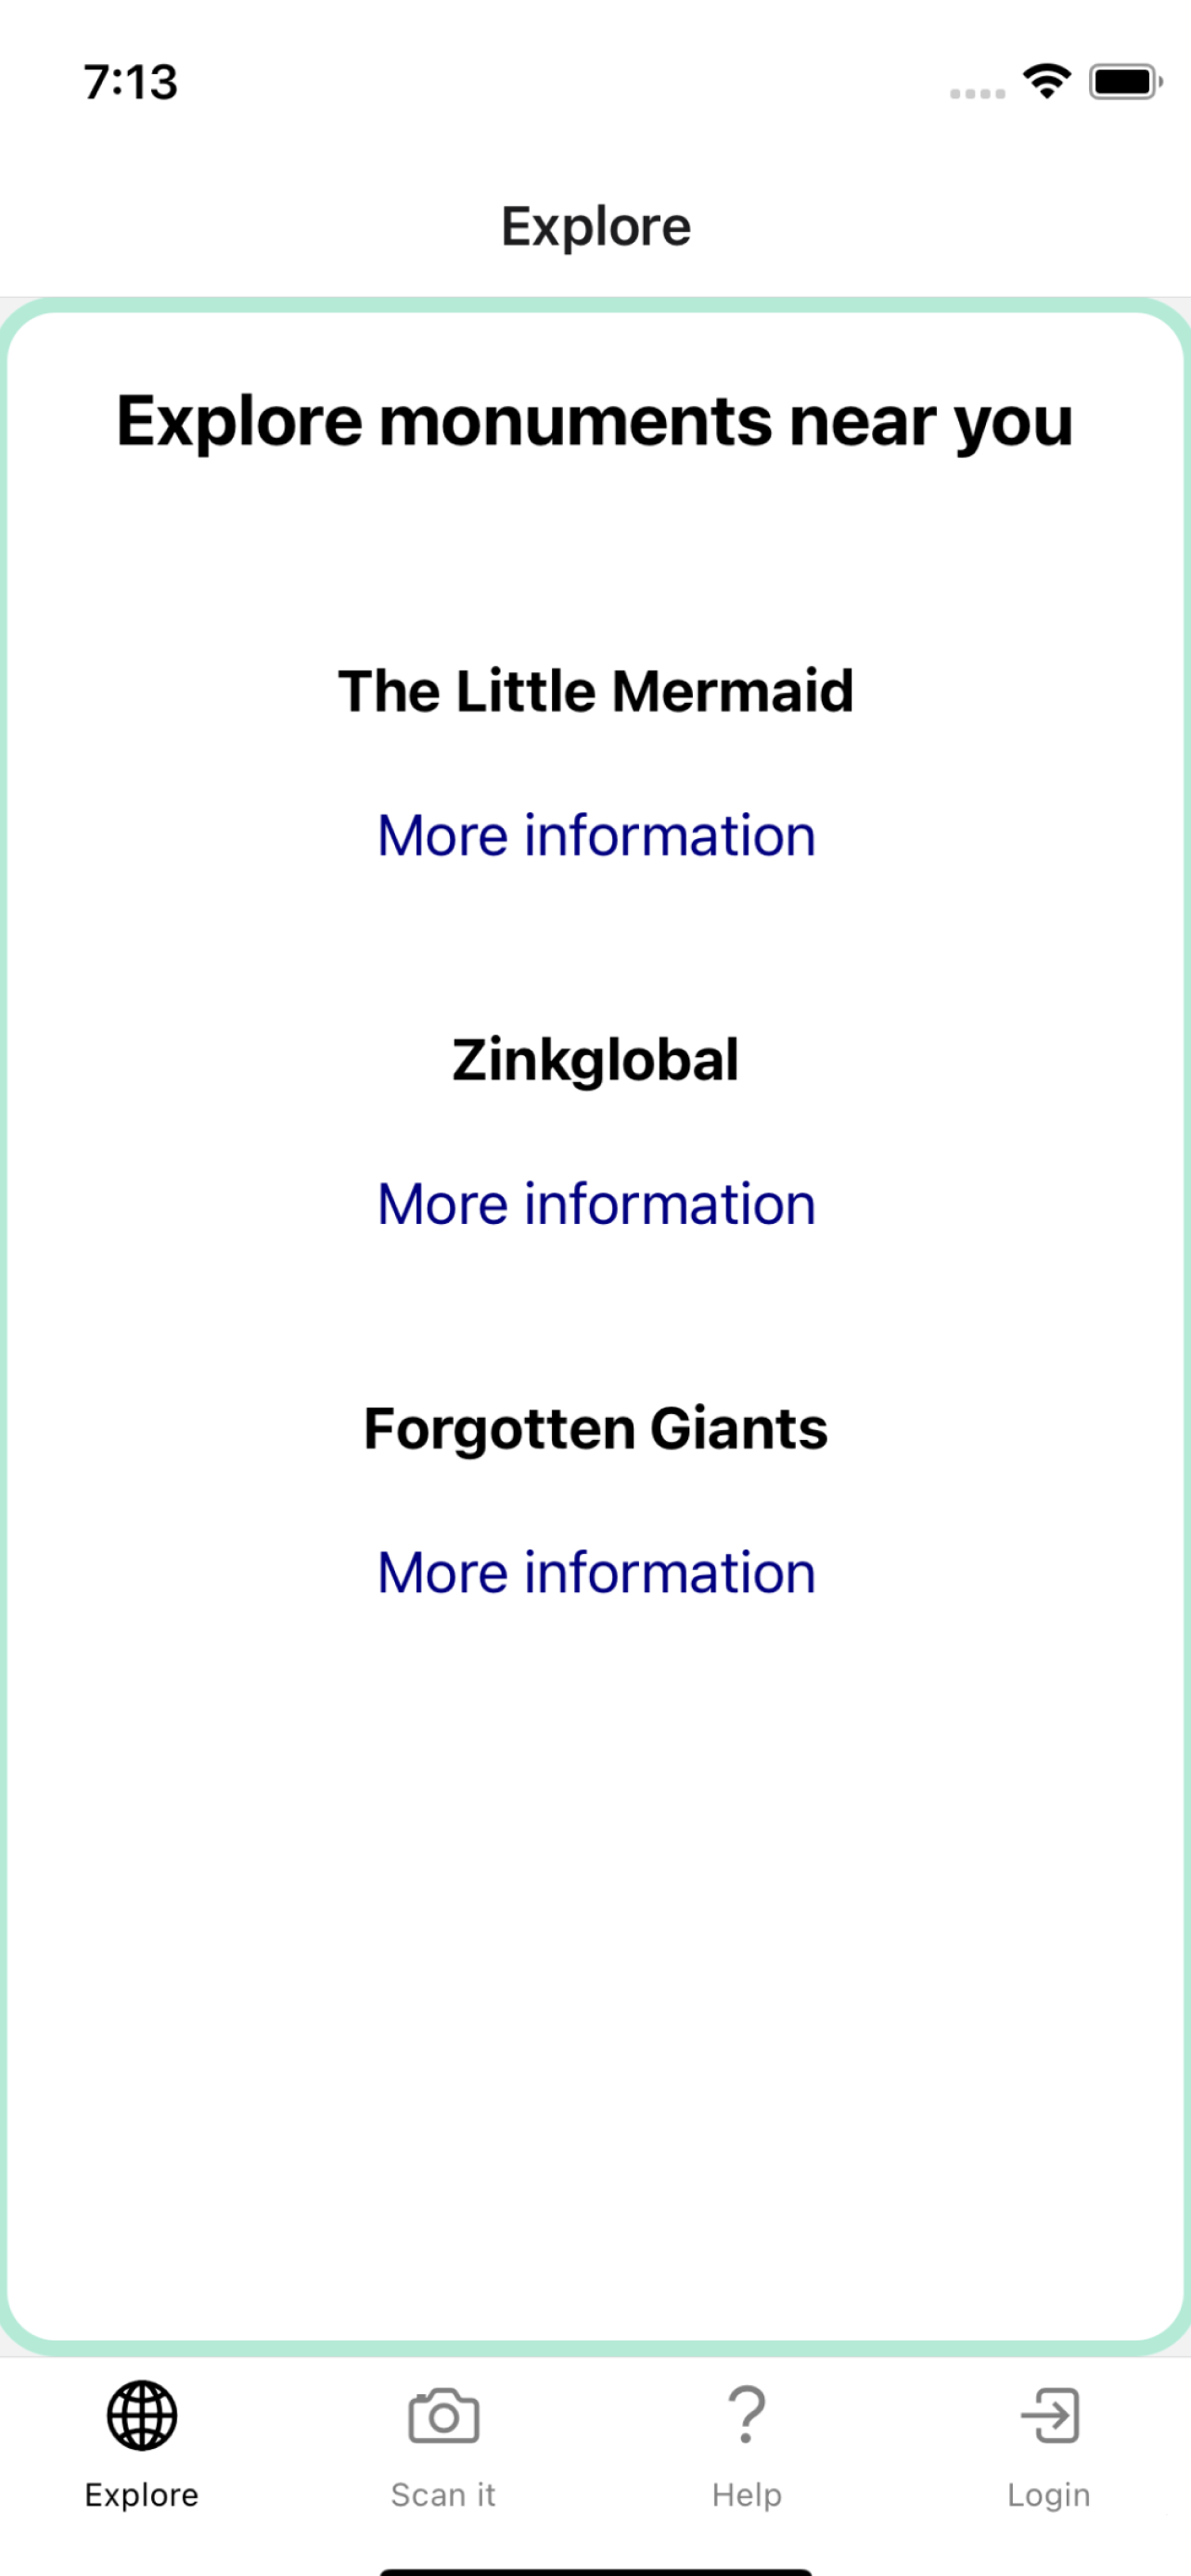 7:13
Explore
Explore monuments near you
The Little Mermaid
More information
Zinkglobal
More information
Forgotten Giants
More information
Explore
Scan it
Help
Login